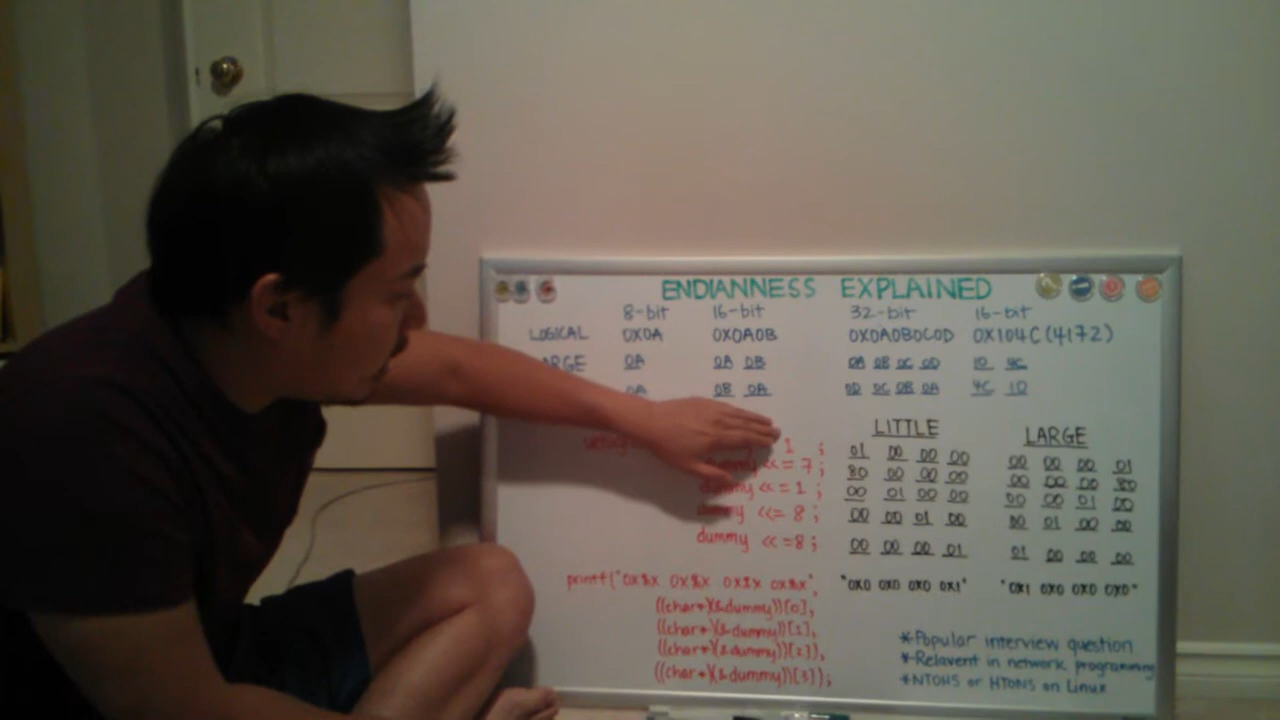 ENDIANNESS EXPLAINED
8-bit 16-bit 32-bit 16-bit
LOGICAL 0X0A 0X0A0B 0X0A0B0C0D 0X104C (4172)
0A 0A 0B 0A 0B 0C 0D 10 4C
0A 0B 0A 0D 0C 0B 0A 4C 10
LITTLE LARGE
1 ; 01 00 00 00 00 00 00 01
<<= 7 ; 80 00 00 00 00 00 00 80
dummy <<= 1 ; 00 01 00 00 00 00 01 00
dummy <<= 8 ; 00 00 01 00 00 01 00 00
dummy <<=8 ; 00 00 00 01 01 00 00 00
printf("0x%x 0x%x 0x%x 0x%x", "0x0 0x0 0x0 0x1" "0x1 0x0 0x0 0x0"
((char*)(&dummy))[0],
((char*)(&dummy))[1],
((char*)(&dummy))[2]),
((char*)(&dummy))[3]);
*Popular interview question
*Relavent in network programming
*NTOHS or HTONS on Linux